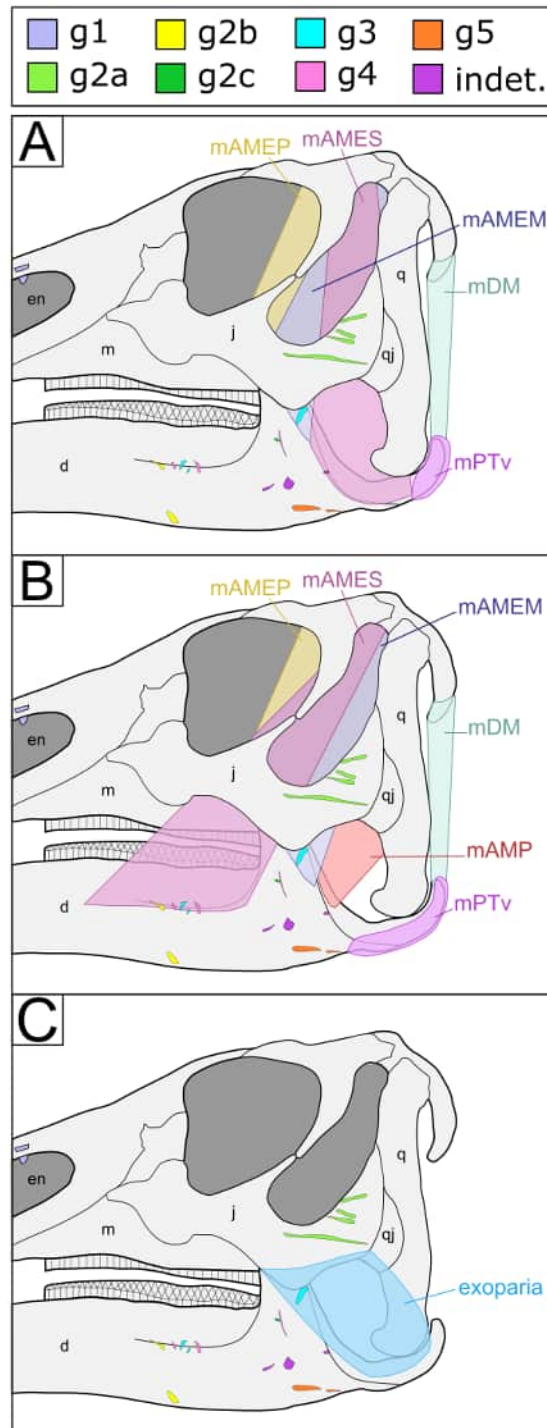 g1 g2b g3 g5
g2a g2c g4 indet.
A
mAMES
mAMEP
mAMEM
q
mDM
en
j
qj
m
d
mPTv
B
mAMES
mAMEP
mAMEM
q
mDM
en
j
m
qj
mAMP
d
mPTv
C
q
en
j
qj
m
exoparia
d